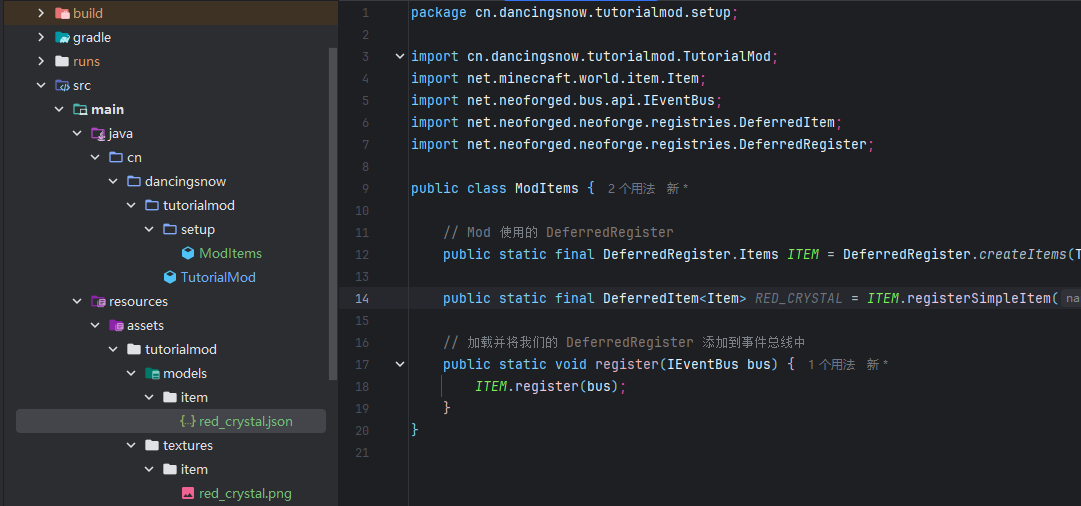 build
gradle
runs
src
main
java
cn
dancingsnow
tutorialmod
setup
ModItems
TutorialMod
resources
assets
tutorialmod
models
item
{..} red_crystal.json
textures
item
red_crystal.png
1 package cn.dancingsnow.tutorialmod.setup;
2
3 import cn.dancingsnow.tutorialmod.TutorialMod;
4 import net.minecraft.world.item.Item;
5 import net.neoforged.bus.api.IEventBus;
6 import net.neoforged.neoforge.registries.DeferredItem;
7 import net.neoforged.neoforge.registries.DeferredRegister;
8
9 public class ModItems { 2个用法 新 *
10
11 // Mod 使用的 DeferredRegister
12 public static final DeferredRegister.Items ITEM = DeferredRegister.createItems(T
13
14 public static final DeferredItem<Item> RED_CRYSTAL = ITEM.registerSimpleItem( na
15
16 // 加载并将我们的 DeferredRegister 添加到事件总线中
17 public static void register(IEventBus bus) { 1个用法 新 *
18 ITEM.register(bus);
19 }
20 }
21